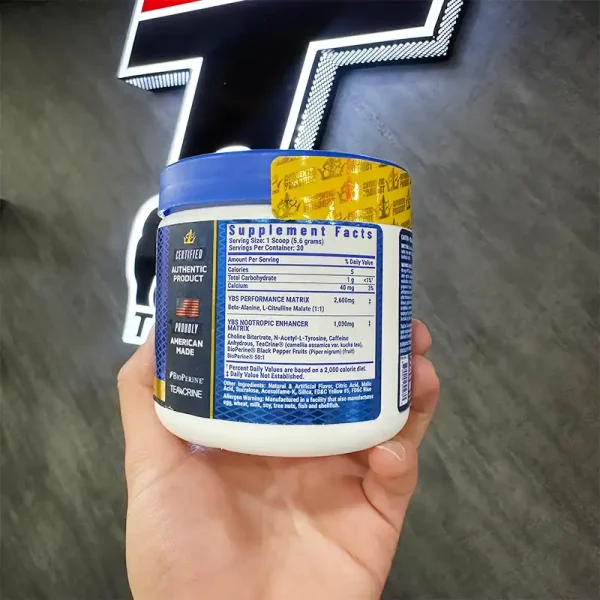 CERTIFIED
AUTHENTIC
PRODUCT
PROUDLY
AMERICAN
MADE
BIOPERINE®
TEACRINE
Supplement Facts
Serving Size: 1 Scoop (5.6 grams)
Servings Per Container: 30
Amount Per Serving % Daily Value
Calories 5
Total Carbohydrate 1 g <1%†
Calcium 40 mg 3%
YBS PERFORMANCE MATRIX 2,600mg ‡
Beta-Alanine, L-Citrulline Malate (1:1)
YBS NOOTROPIC ENHANCER 1,030mg ‡
MATRIX
Choline Bitartrate, N-Acetyl-L-Tyrosine, Caffeine
Anhydrous, TeaCrine® (camellia assamica var. kucha tea),
BioPerine® Black Pepper Fruits (Piper nigrum) (fruit)
BioPerine® 50:1
† Percent Daily Values are based on a 2,000 calorie diet.
‡ Daily Value Not Established.
Other Ingredients: Natural & Artificial Flavor, Citric Acid, Malic
Acid, Sucralose, Acesulfame-K, Silica, FD&C Yellow #5, FD&C Blue
Allergen Warning: Manufactured in a facility that also manufactures
egg, wheat, milk, soy, tree nuts, fish and shellfish.